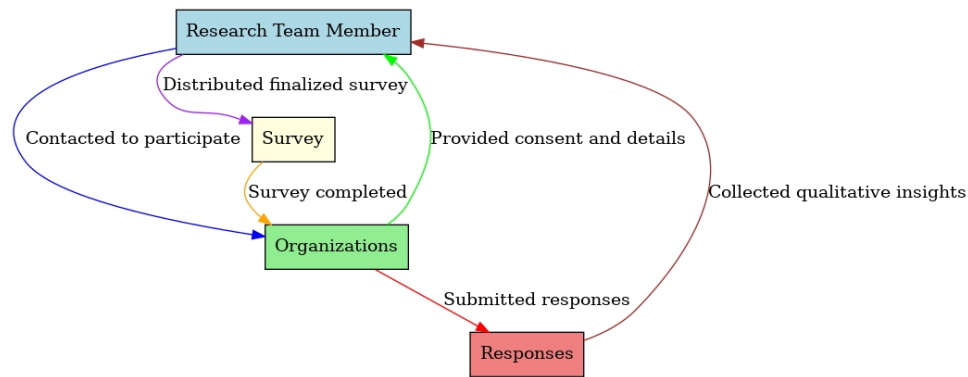 Research Team Member
Distributed finalized survey
Contacted to participate
Survey
Provided consent and details
Survey completed
Collected qualitative insights
Organizations
Submitted responses
Responses